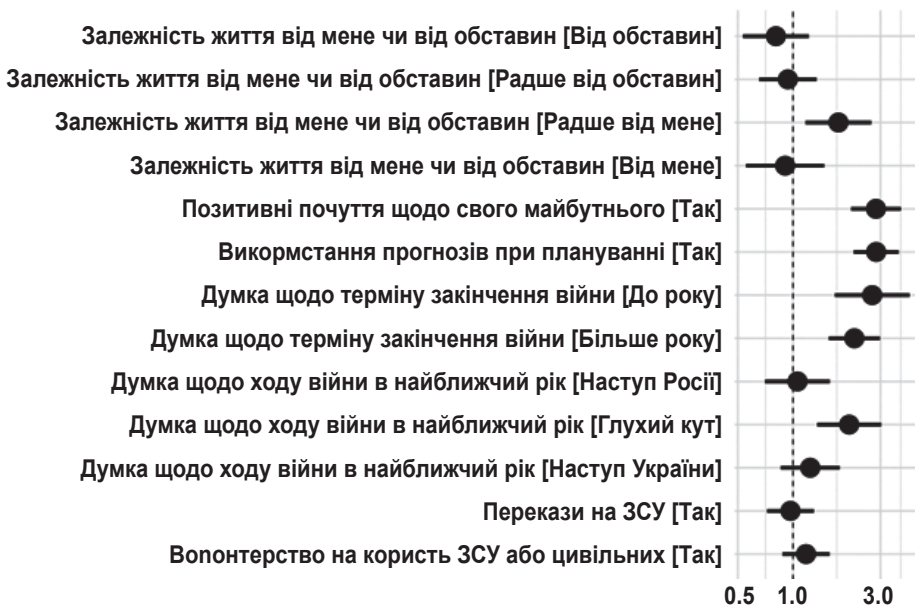 Залежність життя від мене чи від обставин [Від обставин]
Залежність життя від мене чи від обставин [Радше від обставин]
Залежність життя від мене чи від обставин [Радше від мене]
Залежність життя від мене чи від обставин [Від мене]
Позитивні почуття щодо свого майбутнього [Так]
Викормстання прогнозів при плануванні [Так]
Думка щодо терміну закінчення війни [До року]
Думка щодо терміну закінчення війни [Більше року]
Думка щодо ходу війни в найближчий рік [Наступ Росії]
Думка щодо ходу війни в найближчий рік [Глухий кут]
Думка щодо ходу війни в найближчий рік [Наступ України]
Перекази на ЗСУ [Так]
Вопонтерство на користь ЗСУ або цивільних [Так]
0.5 1.0 3.0